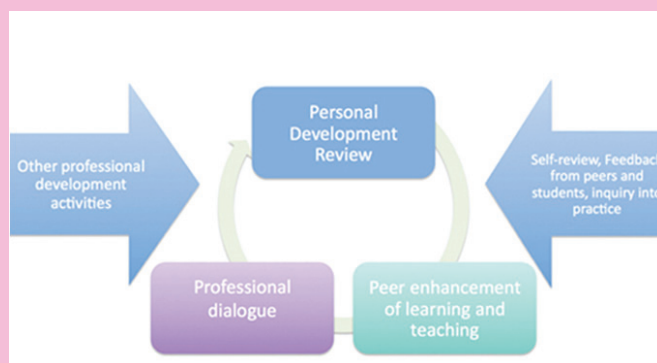 Personal
Development
Review
Other professional
development
activities
Self-review, Feedback
from peers and
students, inquiry into
practice
Professional
dialogue
Peer enhancement
of learning and
teaching